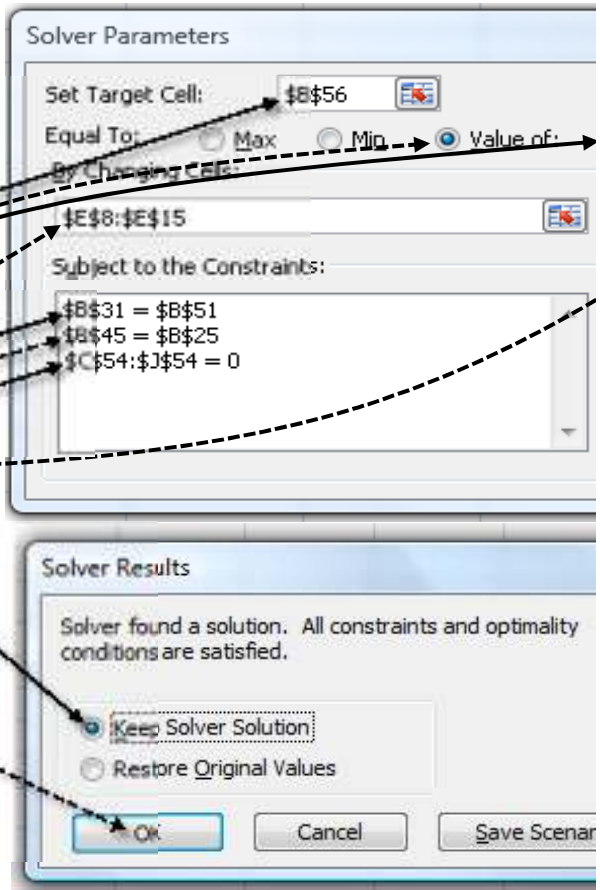 Solver Parameters
Set Target Cell: $B$56
Equal To: Max Min Value of:
By Changing Cells:
$E$8:$E$15
Subject to the Constraints:
$B$31 = $B$51
$B$45 = $B$25
$C$54:$J$54 = 0
Solver Results
Solver found a solution. All constraints and optimality
conditions are satisfied.
Keep Solver Solution
Restore Original Values
OK Cancel Save Scenar